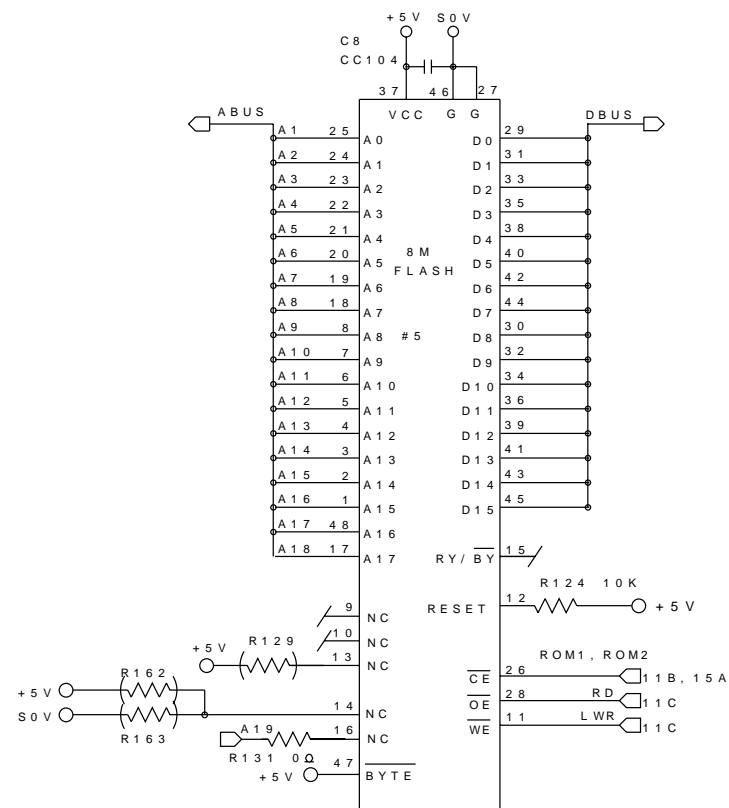 +5V S0V
C8
CC104
37 46 27
VCC G G
ABUS DBUS
A1 25 A0 D0 29
A2 24 A1 D1 31
A3 23 A2 D2 33
A4 22 A3 D3 35
A5 21 A4 D4 38
A6 20 A5 D5 40
A7 19 A6 D6 42
A8 18 A7 D7 44
A9 8 A8 D8 30
A10 7 A9 D9 32
A11 6 A10 D10 34
A12 5 A11 D11 36
A13 4 A12 D12 39
A14 3 A13 D13 41
A15 2 A14 D14 43
A16 1 A15 D15 45
A17 48 A16
A18 17 A17
8M
FLASH
#5
RY/BY 15
RESET 12 R124 10K +5V
9 NC
10 NC
+5V R129 13 NC
+5V R162
S0V R163 14 NC
A19 16 NC
R131 0Ω
+5V 47 BYTE
ROM1, ROM2
CE 26 11B, 15A
OE 28 RD 11C
WE 11 LWR 11C